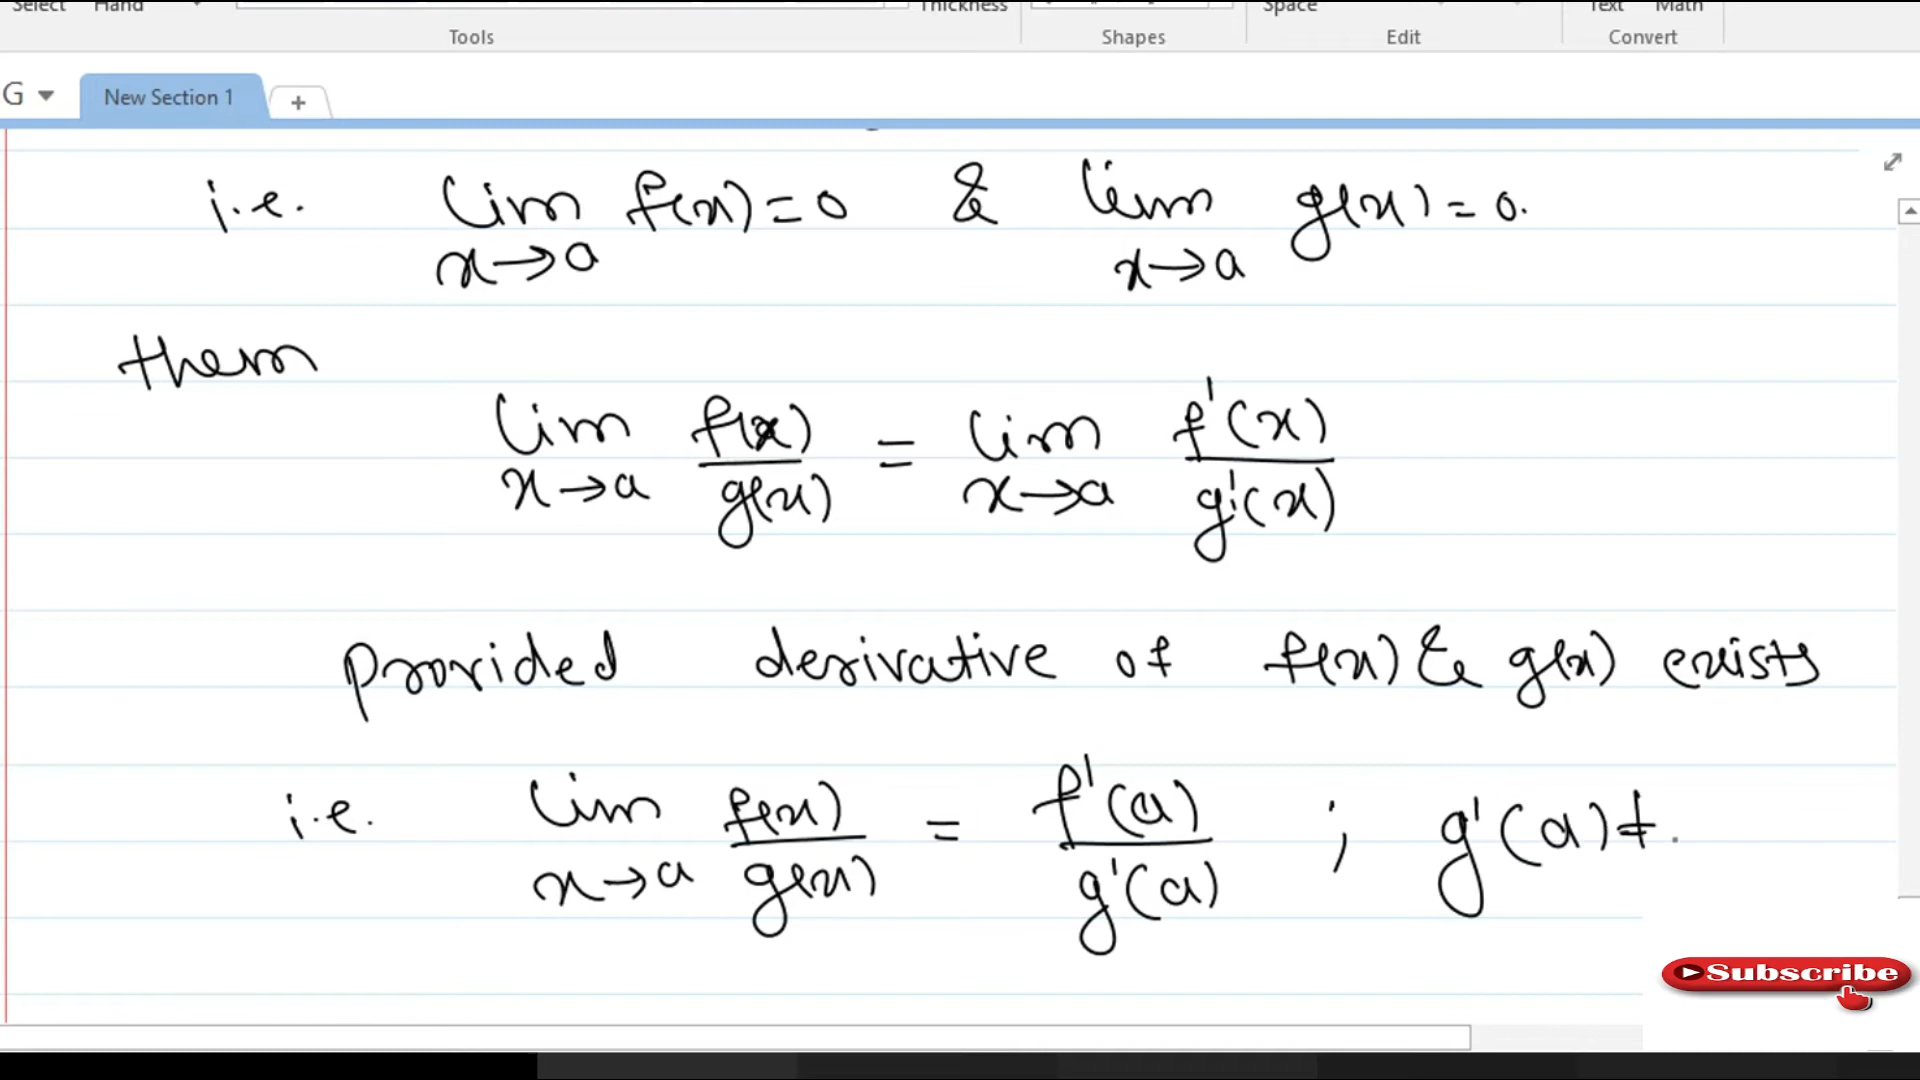 Select Hand Thickness Space Text Math
Tools Shapes Edit Convert
G New Section 1 +
i.e. lim f(x)=0 & lim g(x)=0.
x→a x→a
then
lim f(x) = lim f'(x)
x→a g(x) x→a g'(x)
provided derivative of f(x) & g(x) exists
i.e. lim f(x) = f'(a) ; g'(a)≠
x→a g(x) g'(a)
Subscribe